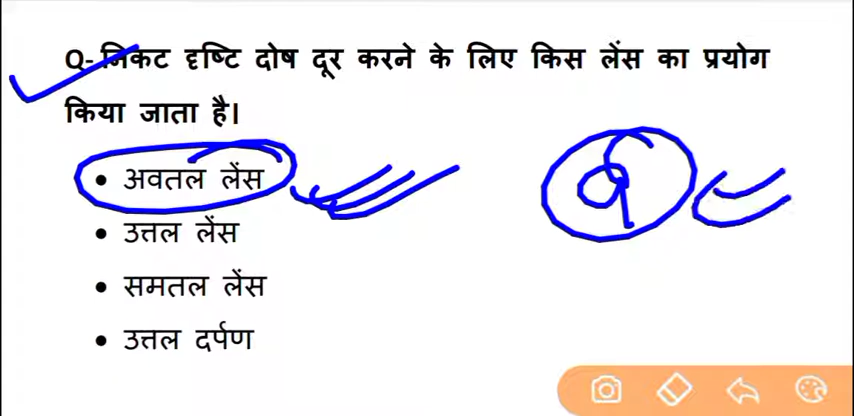 Q- निकट दृष्टि दोष दूर करने के लिए किस लेंस का प्रयोग
किया जाता है।
• अवतल लेंस
• उत्तल लेंस
• समतल लेंस
• उत्तल दर्पण